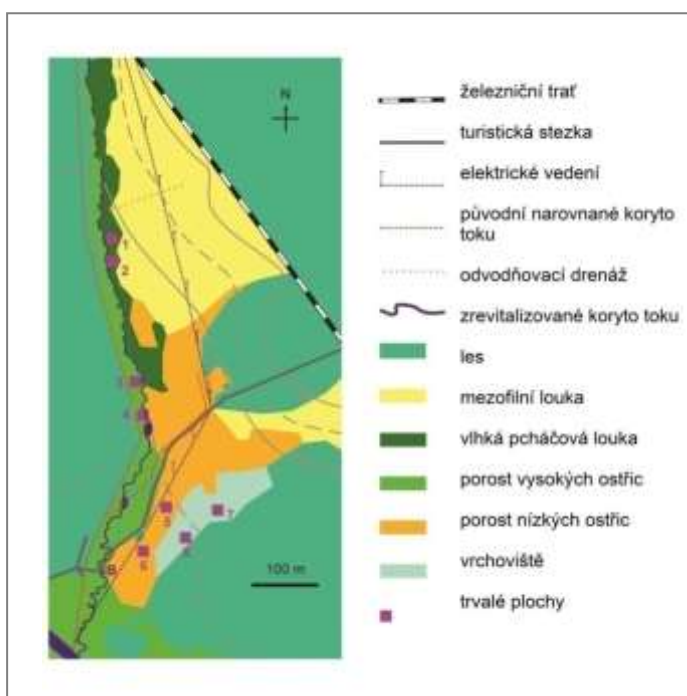 N
1
2
3
4
5
7
8
6
B
100 m
železniční trať
turistická stezka
elektrické vedení
původní narovnané koryto
toku
odvodňovací drenáž
zrevitalizované koryto toku
les
mezofilní louka
vlhká pcháčová louka
porost vysokých ostřic
porost nízkých ostřic
vrchoviště
trvalé plochy